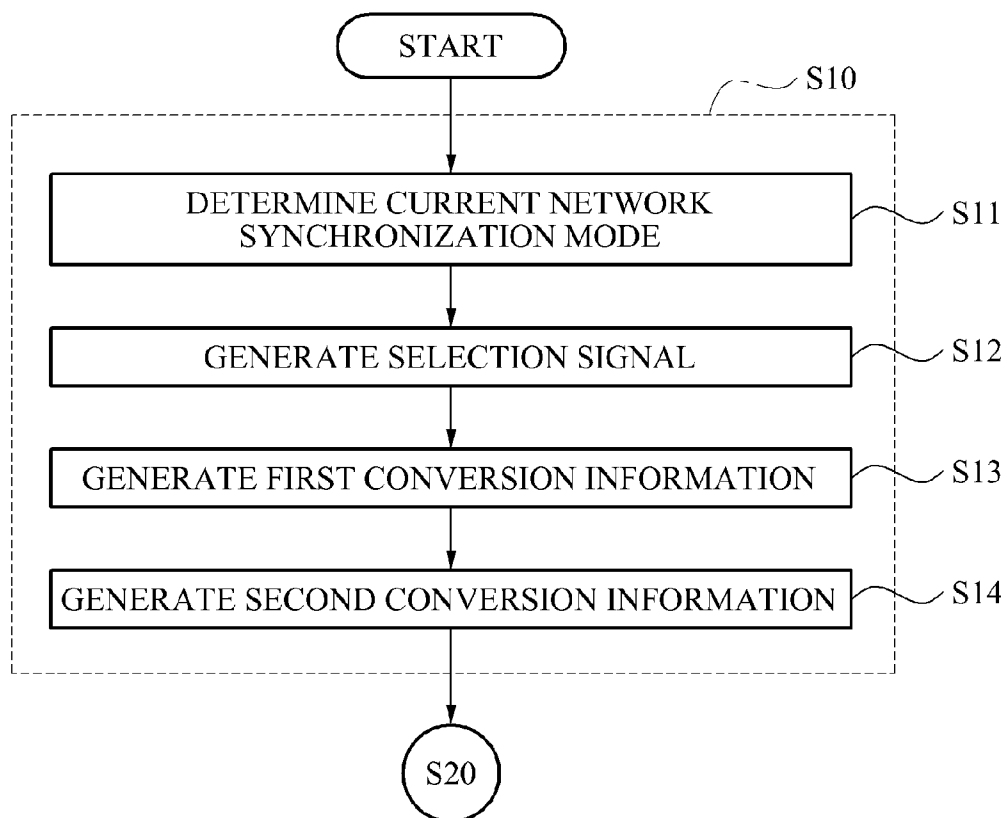 START
S10
DETERMINE CURRENT NETWORK
SYNCHRONIZATION MODE
S11
GENERATE SELECTION SIGNAL
S12
GENERATE FIRST CONVERSION INFORMATION
S13
GENERATE SECOND CONVERSION INFORMATION
S14
S20